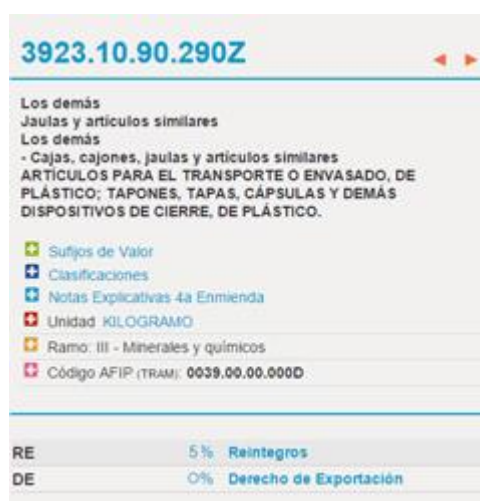 3923.10.90.290Z
Los demás
Jaulas y artículos similares
Los demás
- Cajas, cajones, jaulas y artículos similares
ARTÍCULOS PARA EL TRANSPORTE O ENVASADO, DE
PLÁSTICO; TAPONES, TAPAS, CÁPSULAS Y DEMÁS
DISPOSITIVOS DE CIERRE, DE PLÁSTICO.
Sufijos de Valor
Clasificaciones
Notas Explicativas 4a Enmienda
Unidad KILOGRAMO
Ramo: III - Minerales y químicos
Código AFIP (TRAM): 0039.00.00.000D
RE 5% Reintegros
DE 0% Derecho de Exportación